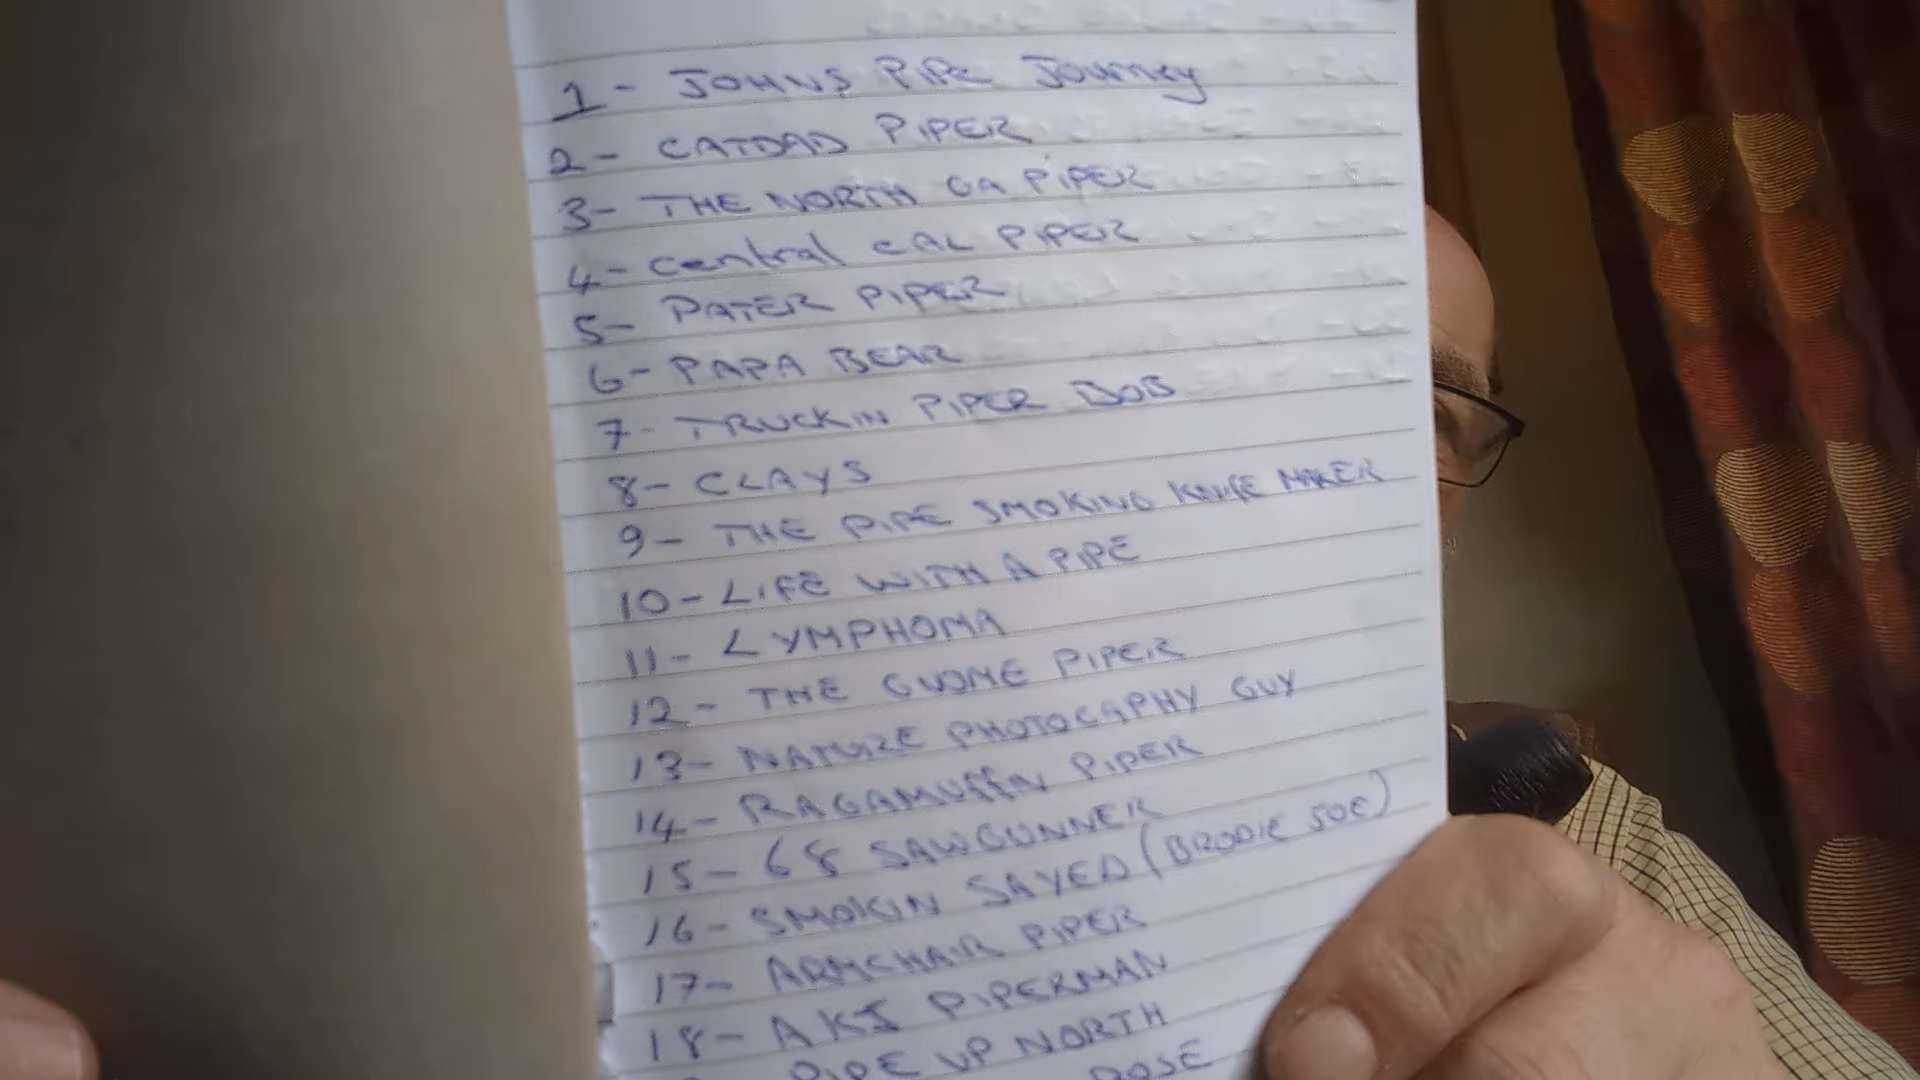 1- JOHNS PIPE Journey
2- CATDAD PIPER
3- THE NORTH GA PIPER
4- central CAL PIPER
5- PATER PIPER
6- PAPA BEAR
7- TRUCKIN PIPER BOB
8- CLAYS
9- THE PIPE SMOKING KNIFE MAKER
10- LIFE WITH A PIPE
11- LYMPHOMA
12- THE GNOME PIPER
13- NATURE PHOTOGAPHY GUY
14- RAGAMUFFIN PIPER
15- 68 SAWGUNNER
16- SMOKIN SAYED (BRODIE JOE)
17- ARMCHAIR PIPER
18- AKJ PIPERMAN
PIPE UP NORTH
ROSE